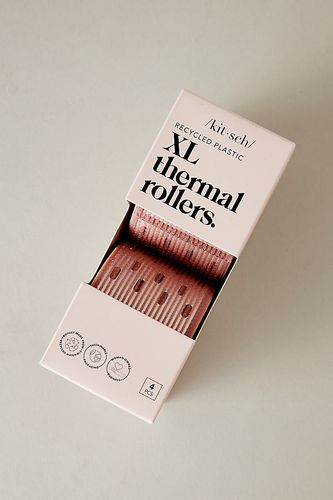 /kit·sch/
RECYCLED PLASTIC
XL
thermal
rollers.
4
PCS